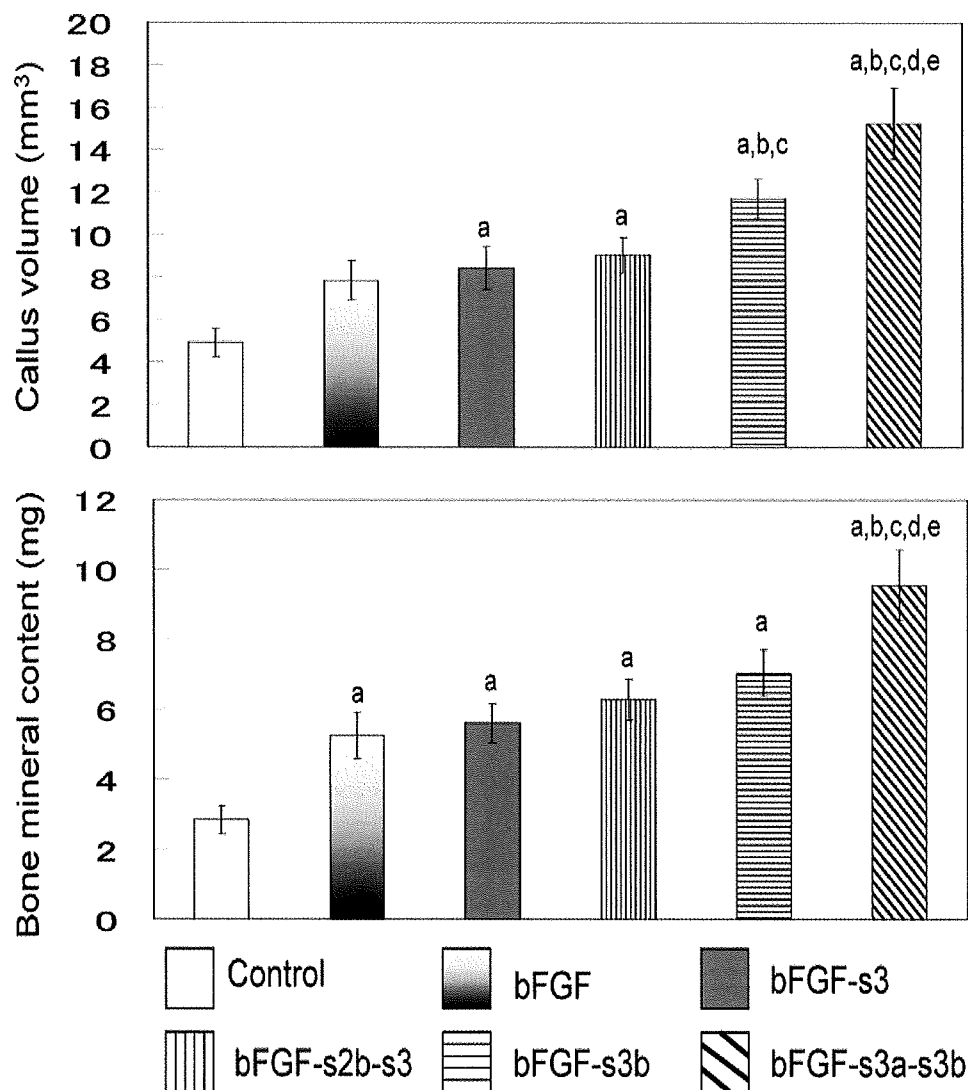 Callus volume (mm³)
20
18
16
14
12
10
8
6
4
2
0
a
a
a,b,c
a,b,c,d,e
Bone mineral content (mg)
12
10
8
6
4
2
0
a
a
a
a
a,b,c,d,e
Control
bFGF
bFGF-s3
bFGF-s2b-s3
bFGF-s3b
bFGF-s3a-s3b